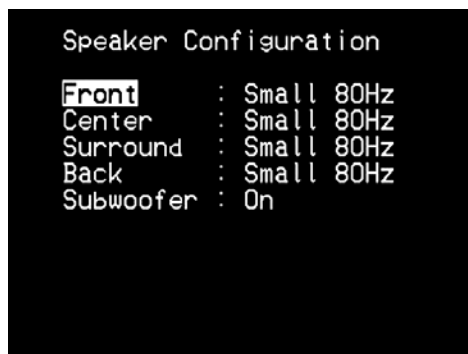 Speaker Configuration
Front : Small 80Hz
Center : Small 80Hz
Surround : Small 80Hz
Back : Small 80Hz
Subwoofer : On